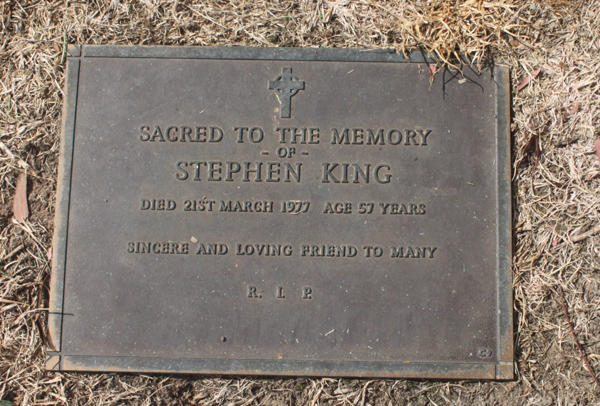 SACRED TO THE MEMORY
- OF -
STEPHEN KING
DIED 21ST MARCH 1977 AGE 57 YEARS
SINCERE AND LOVING FRIEND TO MANY
R. I. P.